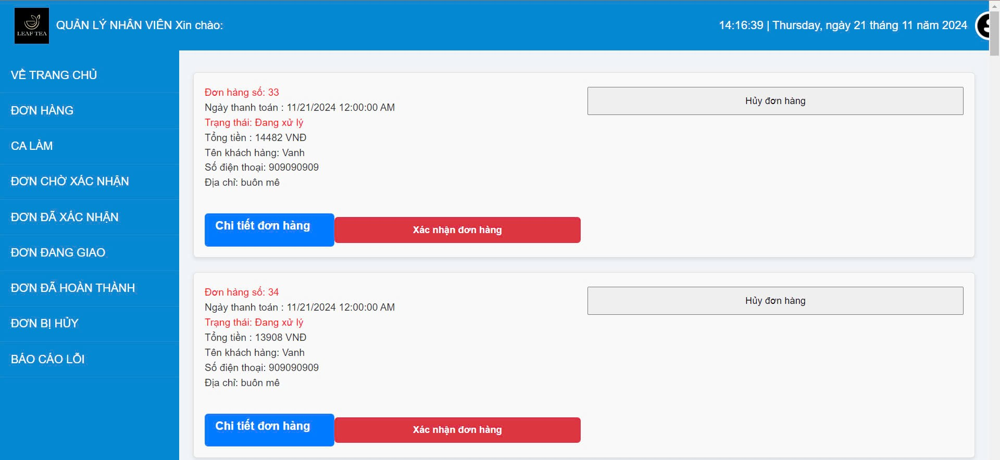 LEAF TEA
QUẢN LÝ NHÂN VIÊN Xin chào:
14:16:39 | Thursday, ngày 21 tháng 11 năm 2024
VỀ TRANG CHỦ
ĐƠN HÀNG
CA LÀM
ĐƠN CHỜ XÁC NHẬN
ĐƠN ĐÃ XÁC NHẬN
ĐƠN ĐANG GIAO
ĐƠN ĐÃ HOÀN THÀNH
ĐƠN BỊ HỦY
BÁO CÁO LỖI
Đơn hàng số: 33
Ngày thanh toán : 11/21/2024 12:00:00 AM
Trạng thái: Đang xử lý
Tổng tiền : 14482 VNĐ
Tên khách hàng: Vanh
Số điện thoại: 909090909
Địa chỉ: buôn mê
Hủy đơn hàng
Chi tiết đơn hàng
Xác nhận đơn hàng
Đơn hàng số: 34
Ngày thanh toán : 11/21/2024 12:00:00 AM
Trạng thái: Đang xử lý
Tổng tiền : 13908 VNĐ
Tên khách hàng: Vanh
Số điện thoại: 909090909
Địa chỉ: buôn mê
Hủy đơn hàng
Chi tiết đơn hàng
Xác nhận đơn hàng